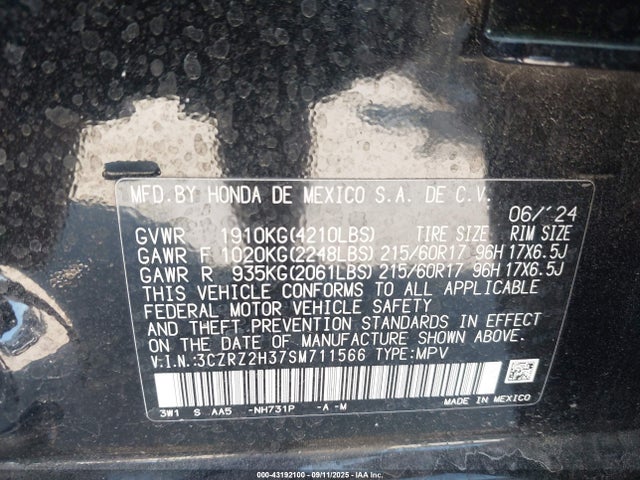 MFD.BY HONDA DE MEXICO S.A. DE C.V.
06/'24
GVWR 1910KG(4210LBS) TIRE SIZE RIM SIZE
GAWR F 1020KG(2248LBS) 215/60R17 96H 17X6.5J
GAWR R 935KG(2061LBS) 215/60R17 96H 17X6.5J
THIS VEHICLE CONFORMS TO ALL APPLICABLE
FEDERAL MOTOR VEHICLE SAFETY
AND THEFT PREVENTION STANDARDS IN EFFECT
ON THE DATE OF MANUFACTURE SHOWN ABOVE.
V.I.N.:3CZRZ2H37SM711566 TYPE:MPV
3W1 S AA5 -NH731P -A-M MADE IN MEXICO
000-43192100 - 09/11/2025 - IAA Inc.